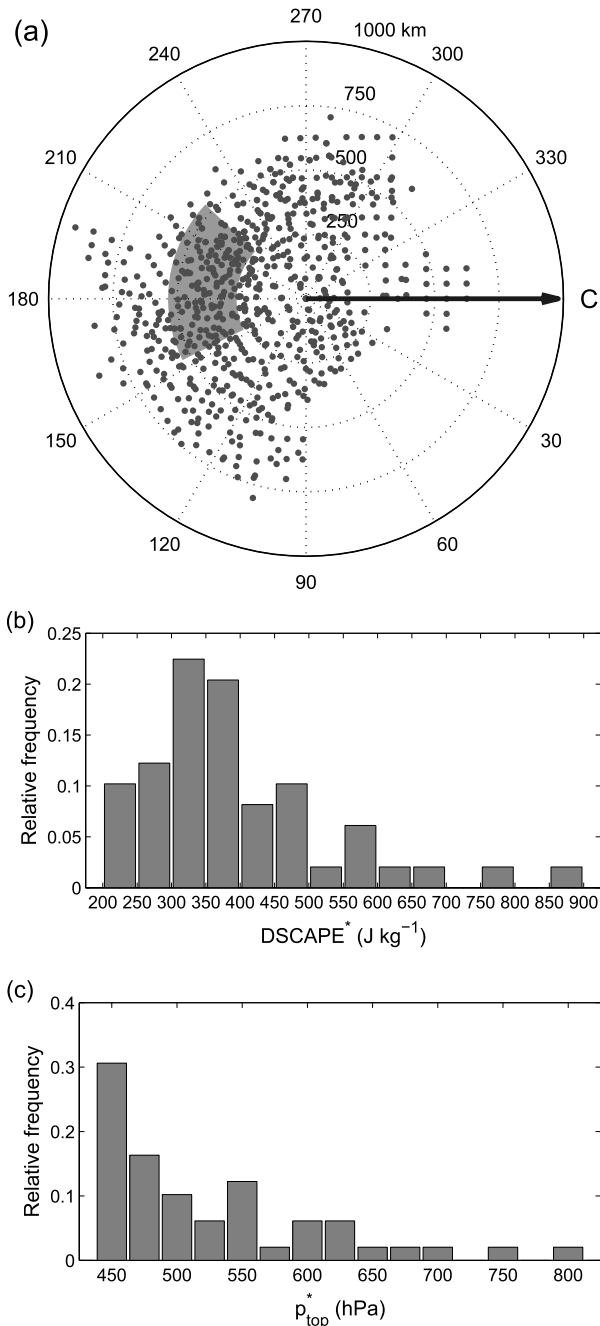 (a)
270
1000 km
240
300
750
210
500
330
250
180
C
150
30
120
60
90
(b)
0.25
0.2
0.15
0.1
0.05
0
Relative frequency
200 250 300 350 400 450 500 550 600 650 700 750 800 850 900
DSCAPE* (J kg−1)
(c)
0.4
0.3
0.2
0.1
0
Relative frequency
450 500 550 600 650 700 750 800
p*top (hPa)